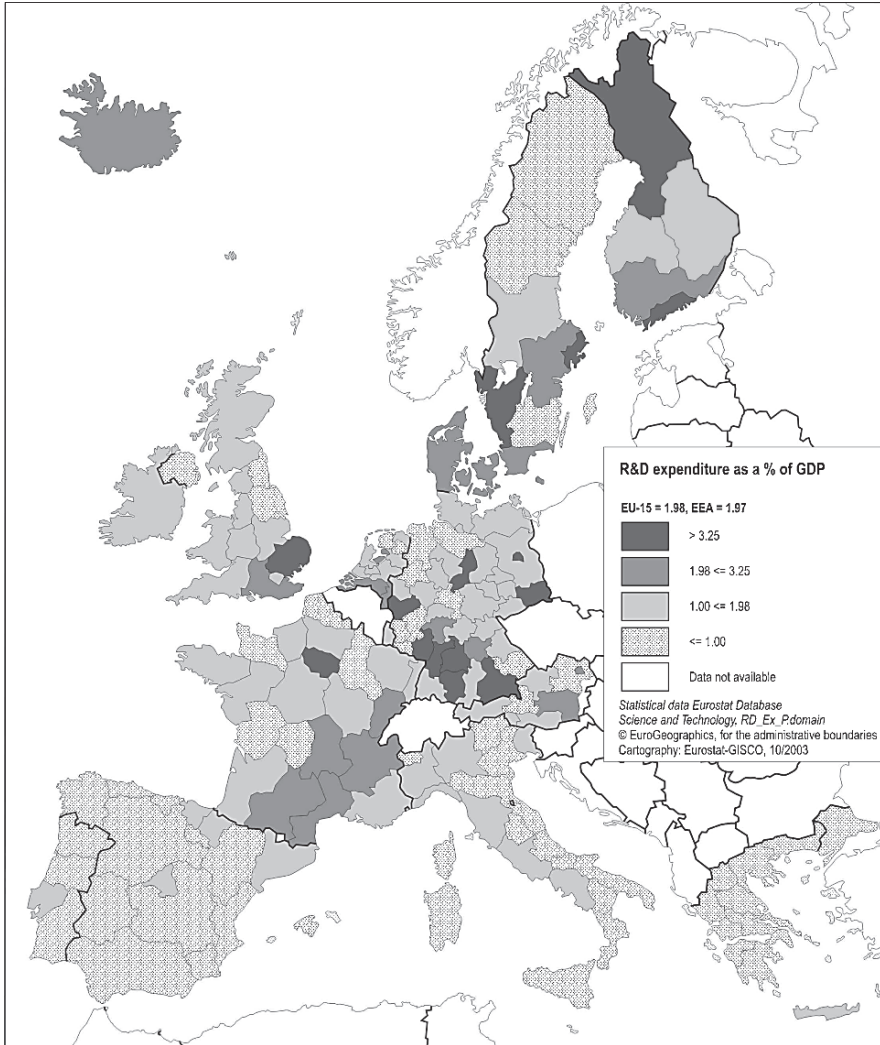 R&D expenditure as a % of GDP
EU-15 = 1.98, EEA = 1.97
> 3.25
1.98 <= 3.25
1.00 <= 1.98
<= 1.00
Data not available
Statistical data Eurostat Database
Science and Technology, RD_Ex_P.domain
© EuroGeographics, for the administrative boundaries
Cartography: Eurostat-GISCO, 10/2003